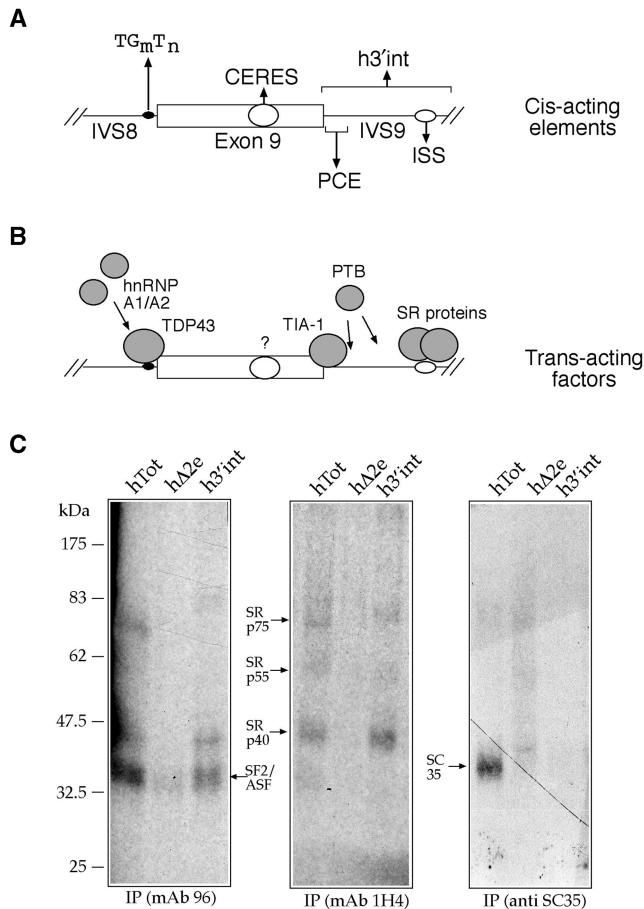 A
TGmTn
h3′int
CERES
IVS8
Exon 9
IVS9
PCE
ISS
Cis-acting
elements
B
hnRNP
A1/A2
TDP43
?
TIA-1
PTB
SR proteins
Trans-acting
factors
C
hTot
hΔ2e
h3′int
hTot
hΔ2e
h3′int
hTot
hΔ2e
h3′int
kDa
175
83
62
47.5
32.5
25
SR
p75
SR
p55
SR
p40
SF2/
ASF
SC
35
IP (mAb 96)
IP (mAb 1H4)
IP (anti SC35)